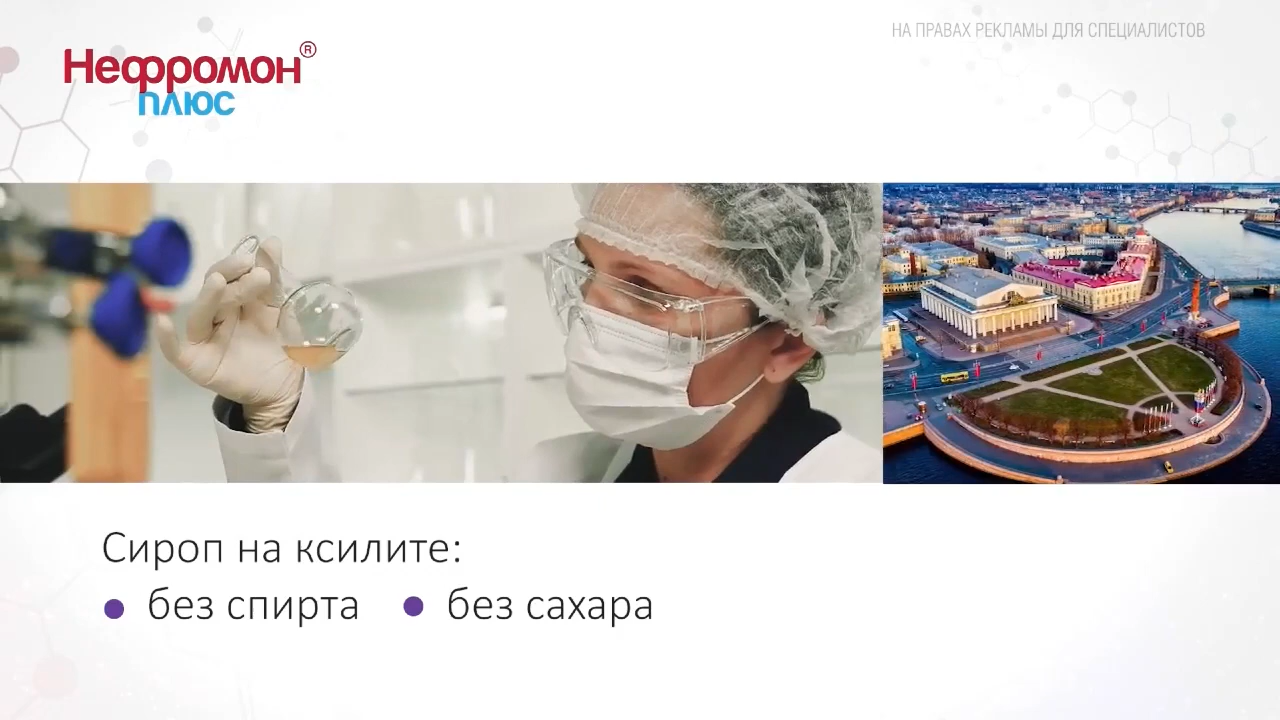 НА ПРАВАХ РЕКЛАМЫ ДЛЯ СПЕЦИАЛИСТОВ
Нефромон®
плюс
Сироп на ксилите:
● без спирта ● без сахара